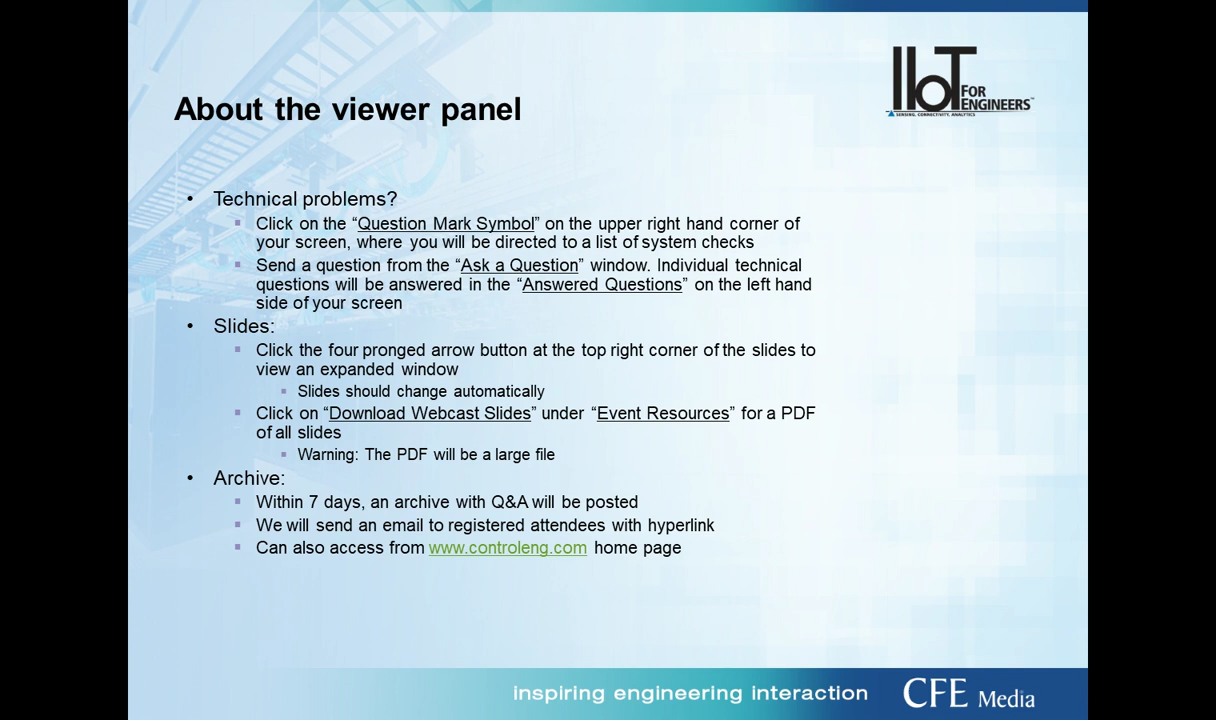 IIoT FOR ENGINEERS™
SENSING, CONNECTIVITY, ANALYTICS
About the viewer panel
• Technical problems?
▪ Click on the “Question Mark Symbol” on the upper right hand corner of
your screen, where you will be directed to a list of system checks
▪ Send a question from the “Ask a Question” window. Individual technical
questions will be answered in the “Answered Questions” on the left hand
side of your screen
• Slides:
▪ Click the four pronged arrow button at the top right corner of the slides to
view an expanded window
▪ Slides should change automatically
▪ Click on “Download Webcast Slides” under “Event Resources” for a PDF
of all slides
▪ Warning: The PDF will be a large file
• Archive:
▪ Within 7 days, an archive with Q&A will be posted
▪ We will send an email to registered attendees with hyperlink
▪ Can also access from www.controleng.com home page
inspiring engineering interaction
CFE Media